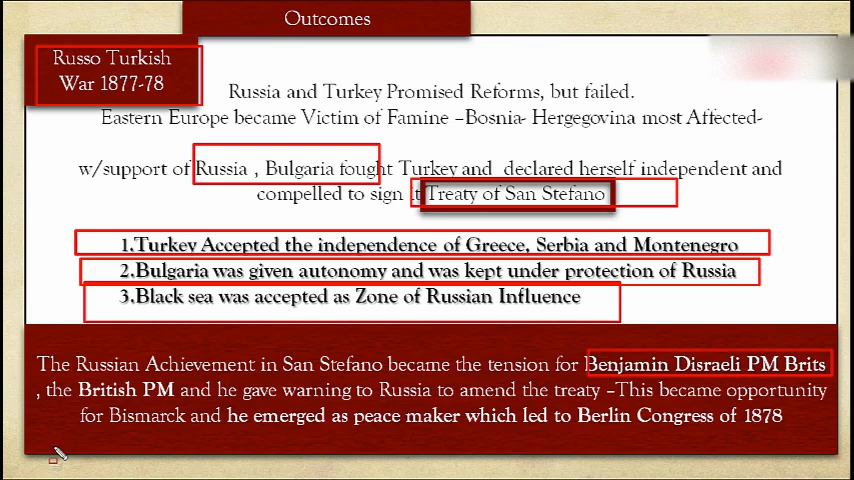 Outcomes
Russo Turkish
War 1877-78
Russia and Turkey Promised Reforms, but failed.
Eastern Europe became Victim of Famine –Bosnia- Hergegovina most Affected-
w/support of Russia , Bulgaria fought Turkey and declared herself independent and
compelled to sign it Treaty of San Stefano
1.Turkey Accepted the independence of Greece, Serbia and Montenegro
2.Bulgaria was given autonomy and was kept under protection of Russia
3.Black sea was accepted as Zone of Russian Influence
The Russian Achievement in San Stefano became the tension for Benjamin Disraeli PM Brits
, the British PM and he gave warning to Russia to amend the treaty –This became opportunity
for Bismarck and he emerged as peace maker which led to Berlin Congress of 1878